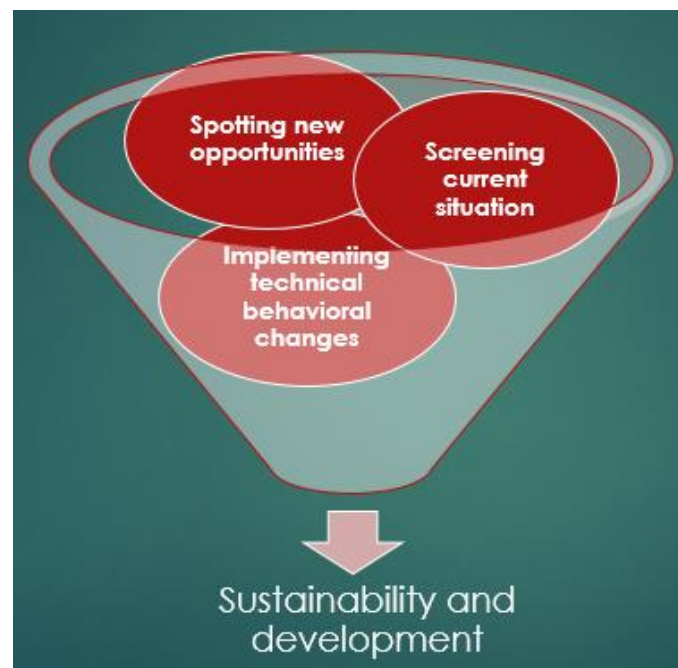 Spotting new
opportunities
Screening
current
situation
Implementing
technical
behavioral
changes
Sustainability and
development